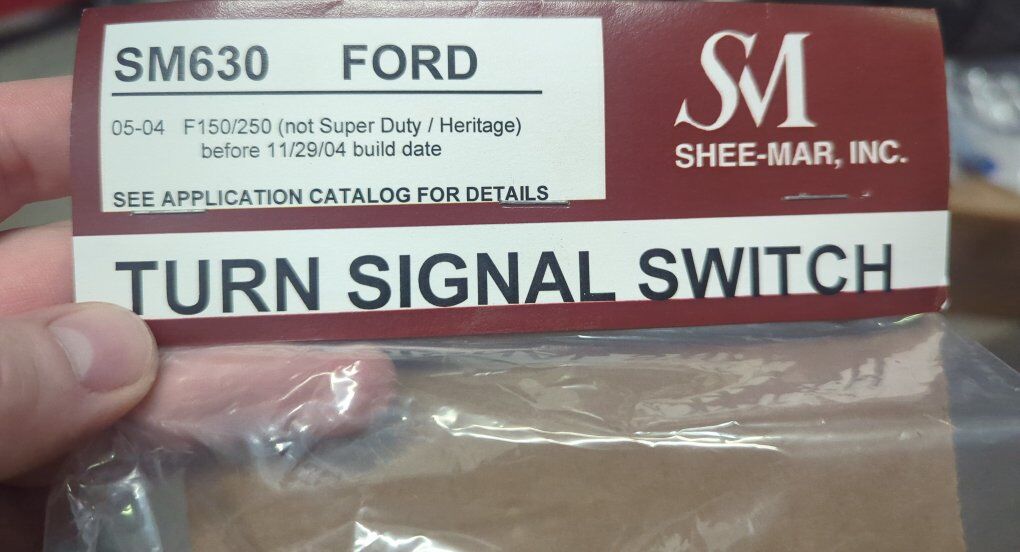 SM630 FORD
05-04 F150/250 (not Super Duty / Heritage)
before 11/29/04 build date
SEE APPLICATION CATALOG FOR DETAILS
SM
SHEE-MAR, INC.
TURN SIGNAL SWITCH